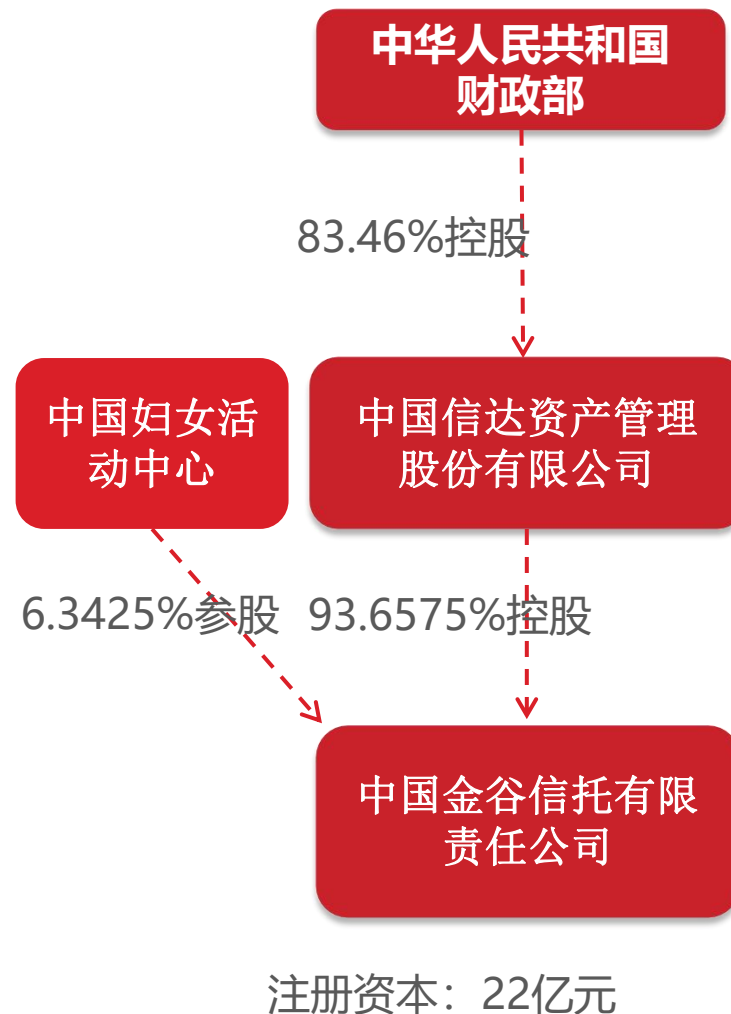 中华人民共和国
财政部
83.46%控股
中国妇女活
动中心
中国信达资产管理
股份有限公司
6.3425%参股
93.6575%控股
中国金谷信托有限
责任公司
注册资本：22亿元